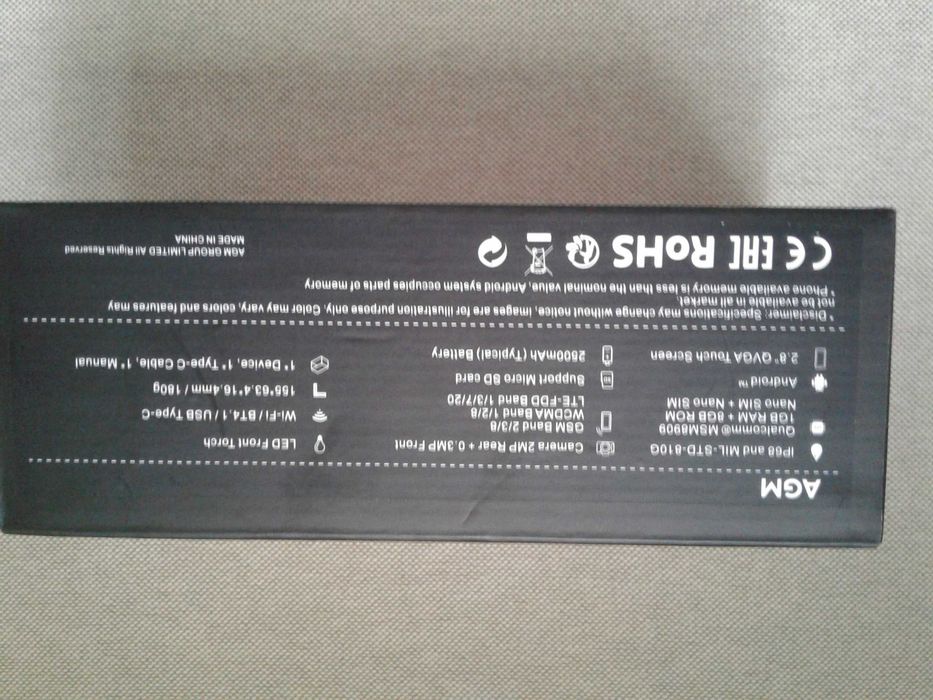 AGM
IP68 and MIL-STD-810G
Qualcomm® MSM8909
1GB RAM + 8GB ROM
Nano SIM + Nano SIM
Android™
2.8" QVGA Touch Screen
Camera 2MP Rear + 0.3MP Front
GSM Band 2/3/8
WCDMA Band 1/2/8
LTE-FDD Band 1/3/7/20
Support Micro SD card
2500mAh (Typical) Battery
LED Front Torch
Wi-Fi / BT4.1 / USB Type-C
155*63.4*16.4mm / 180g
1* Device, 1* Type-C Cable, 1* Manual
* Disclaimer: Specifications may change without notice, images are for illustration purpose only. Color may vary, colors and features may
not be available in all market.
* Phone available memory is less than the nominal value, Android system occupies parts of memory
CE EAC RoHS
AGM GROUP LIMITED All Rights Reserved
MADE IN CHINA